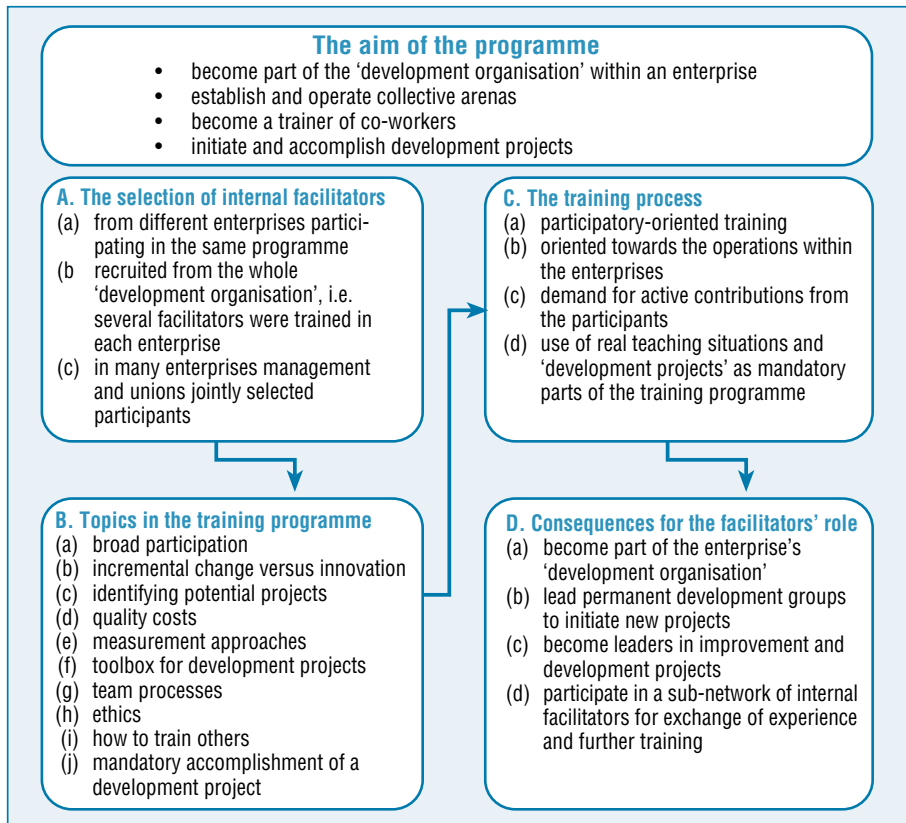 The aim of the programme
• become part of the ‘development organisation’ within an enterprise
• establish and operate collective arenas
• become a trainer of co-workers
• initiate and accomplish development projects
A. The selection of internal facilitators
(a) from different enterprises partici-
pating in the same programme
(b recruited from the whole
‘development organisation’, i.e.
several facilitators were trained in
each enterprise
(c) in many enterprises management
and unions jointly selected
participants
B. Topics in the training programme
(a) broad participation
(b) incremental change versus innovation
(c) identifying potential projects
(d) quality costs
(e) measurement approaches
(f) toolbox for development projects
(g) team processes
(h) ethics
(i) how to train others
(j) mandatory accomplishment of a
development project
C. The training process
(a) participatory-oriented training
(b) oriented towards the operations within
the enterprises
(c) demand for active contributions from
the participants
(d) use of real teaching situations and
‘development projects’ as mandatory
parts of the training programme
D. Consequences for the facilitators’ role
(a) become part of the enterprise’s
‘development organisation’
(b) lead permanent development groups
to initiate new projects
(c) become leaders in improvement and
development projects
(d) participate in a sub-network of internal
facilitators for exchange of experience
and further training